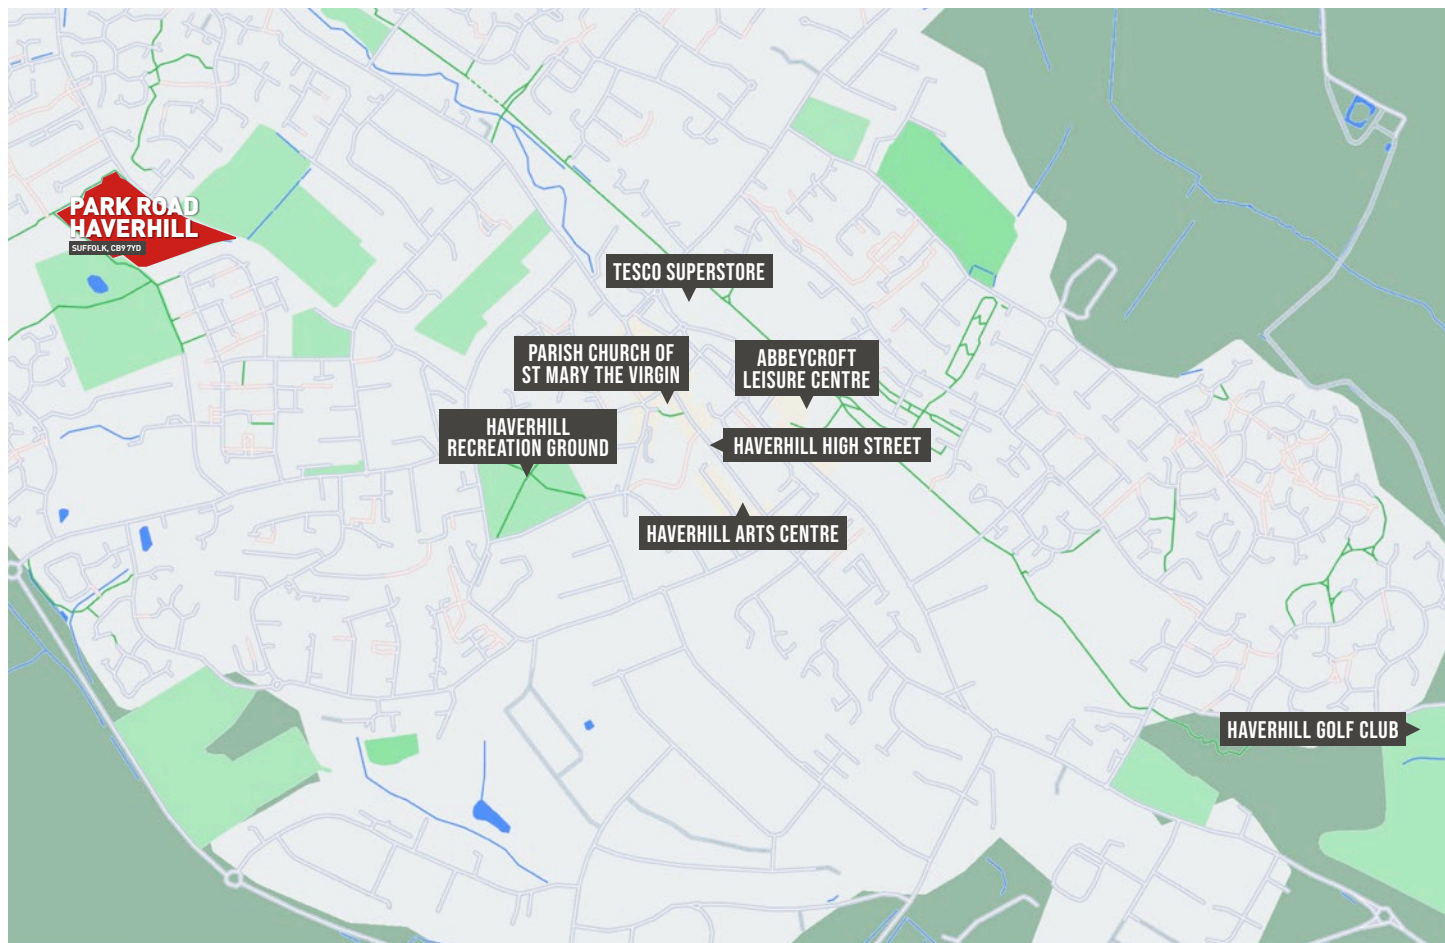 PARK ROAD
HAVERHILL
SUFFOLK, CB9 7YD
TESCO SUPERSTORE
PARISH CHURCH OF
ST MARY THE VIRGIN
ABBEYCROFT
LEISURE CENTRE
HAVERHILL
RECREATION GROUND
HAVERHILL HIGH STREET
HAVERHILL ARTS CENTRE
HAVERHILL GOLF CLUB